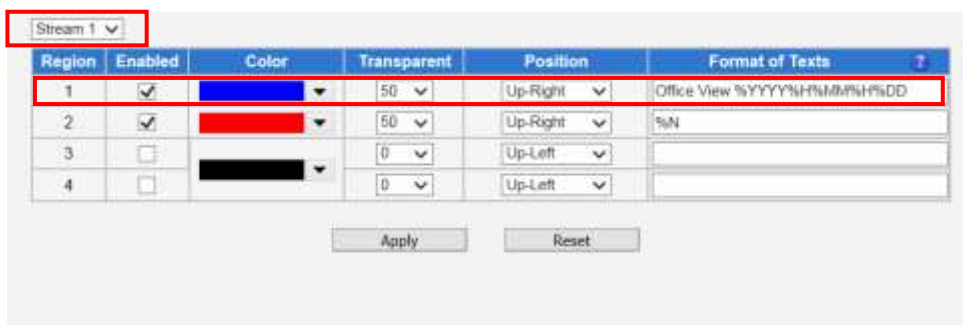 Stream 1
Region Enabled Color Transparent Position Format of Texts ?
1 50 Up-Right Office View %YYYY%H%MM%H%DD
2 50 Up-Right %N
3 0 Up-Left
4 0 Up-Left
Apply Reset